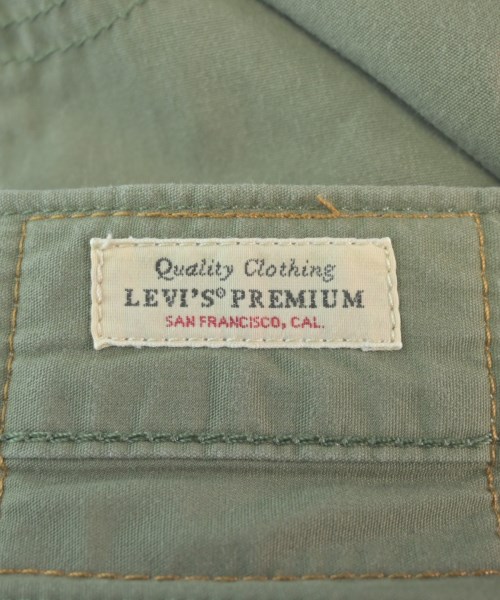 Quality Clothing
LEVI'S® PREMIUM
SAN FRANCISCO, CAL.